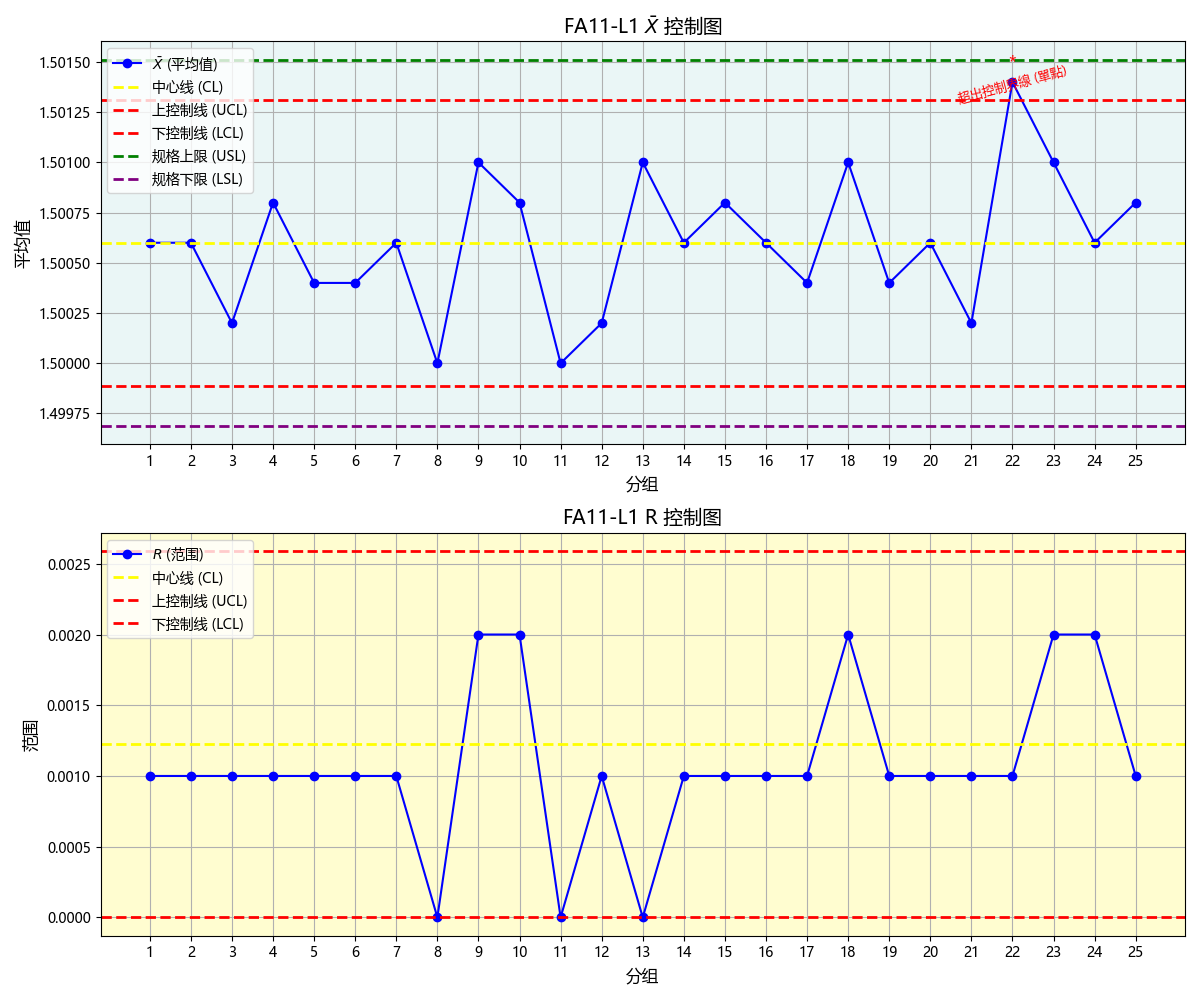 FA11-L1 X̄ 控制图
1.50150
1.50125
1.50100
1.50075
1.50050
1.50025
1.50000
1.49975
平均值
X̄ (平均值)
中心线 (CL)
上控制线 (UCL)
下控制线 (LCL)
规格上限 (USL)
规格下限 (LSL)
*
超出控制界線 (單點)
1 2 3 4 5 6 7 8 9 10 11 12 13 14 15 16 17 18 19 20 21 22 23 24 25
分组
FA11-L1 R 控制图
0.0025
0.0020
0.0015
0.0010
0.0005
0.0000
范围
R (范围)
中心线 (CL)
上控制线 (UCL)
下控制线 (LCL)
1 2 3 4 5 6 7 8 9 10 11 12 13 14 15 16 17 18 19 20 21 22 23 24 25
分组